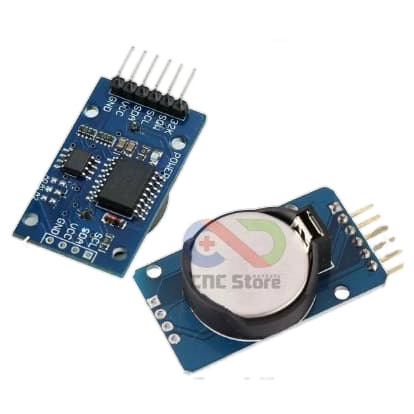 32K
SQW
SCL
SDA
VCC
GND
POWER
SCL
SDA
VCC
GND
CNC Store